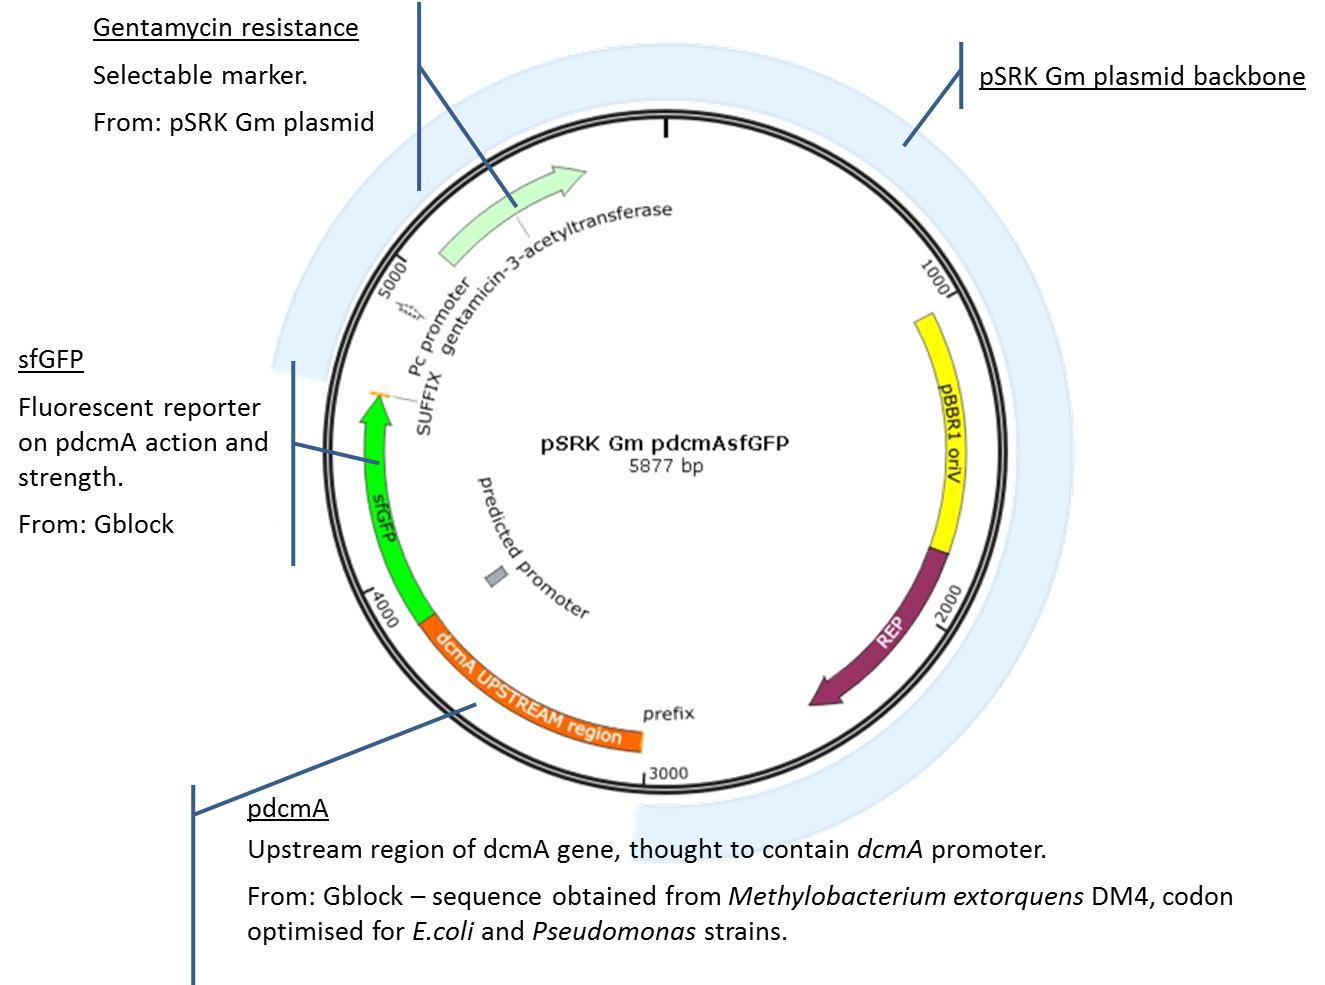 Gentamycin resistance
Selectable marker.
From: pSRK Gm plasmid
pSRK Gm plasmid backbone
gentamicin-3-acetyltransferase
5000
1000
Pc promoter
sfGFP
Fluorescent reporter
on pdcmA action and
strength.
From: Gblock
SUFFIX
pBBR1 oriV
pSRK Gm pdcmAsfGFP
5877 bp
sfGFP
predicted promoter
4000
2000
REP
dcmA UPSTREAM region
prefix
3000
pdcmA
Upstream region of dcmA gene, thought to contain dcmA promoter.
From: Gblock – sequence obtained from Methylobacterium extorquens DM4, codon
optimised for E.coli and Pseudomonas strains.